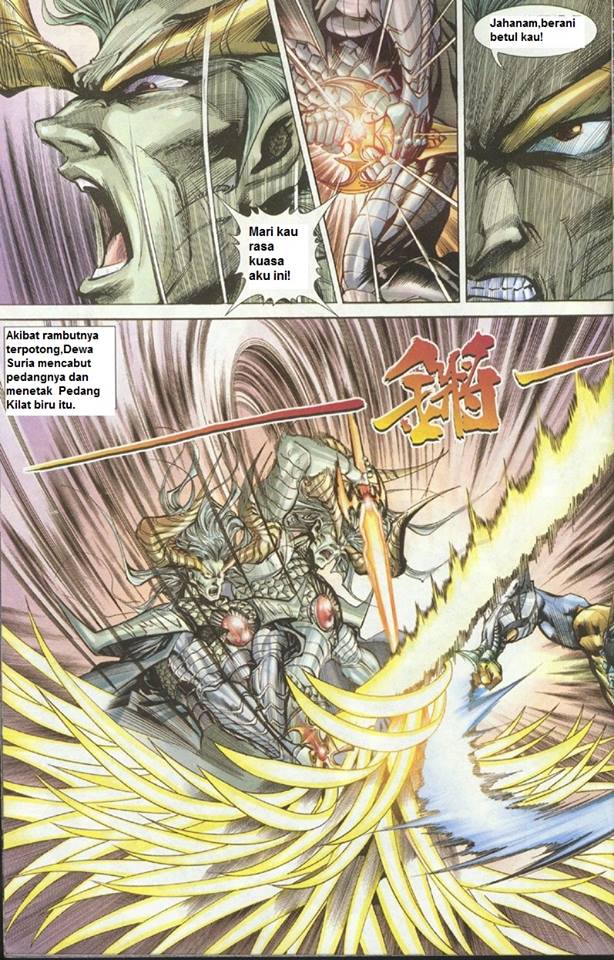 Mari kau
rasa
kuasa
aku ini!
Jahanam,berani
betul kau!
Akibat rambutnya
terpotong,Dewa
Suria mencabut
pedangnya dan
menetak Pedang
Kilat biru itu.